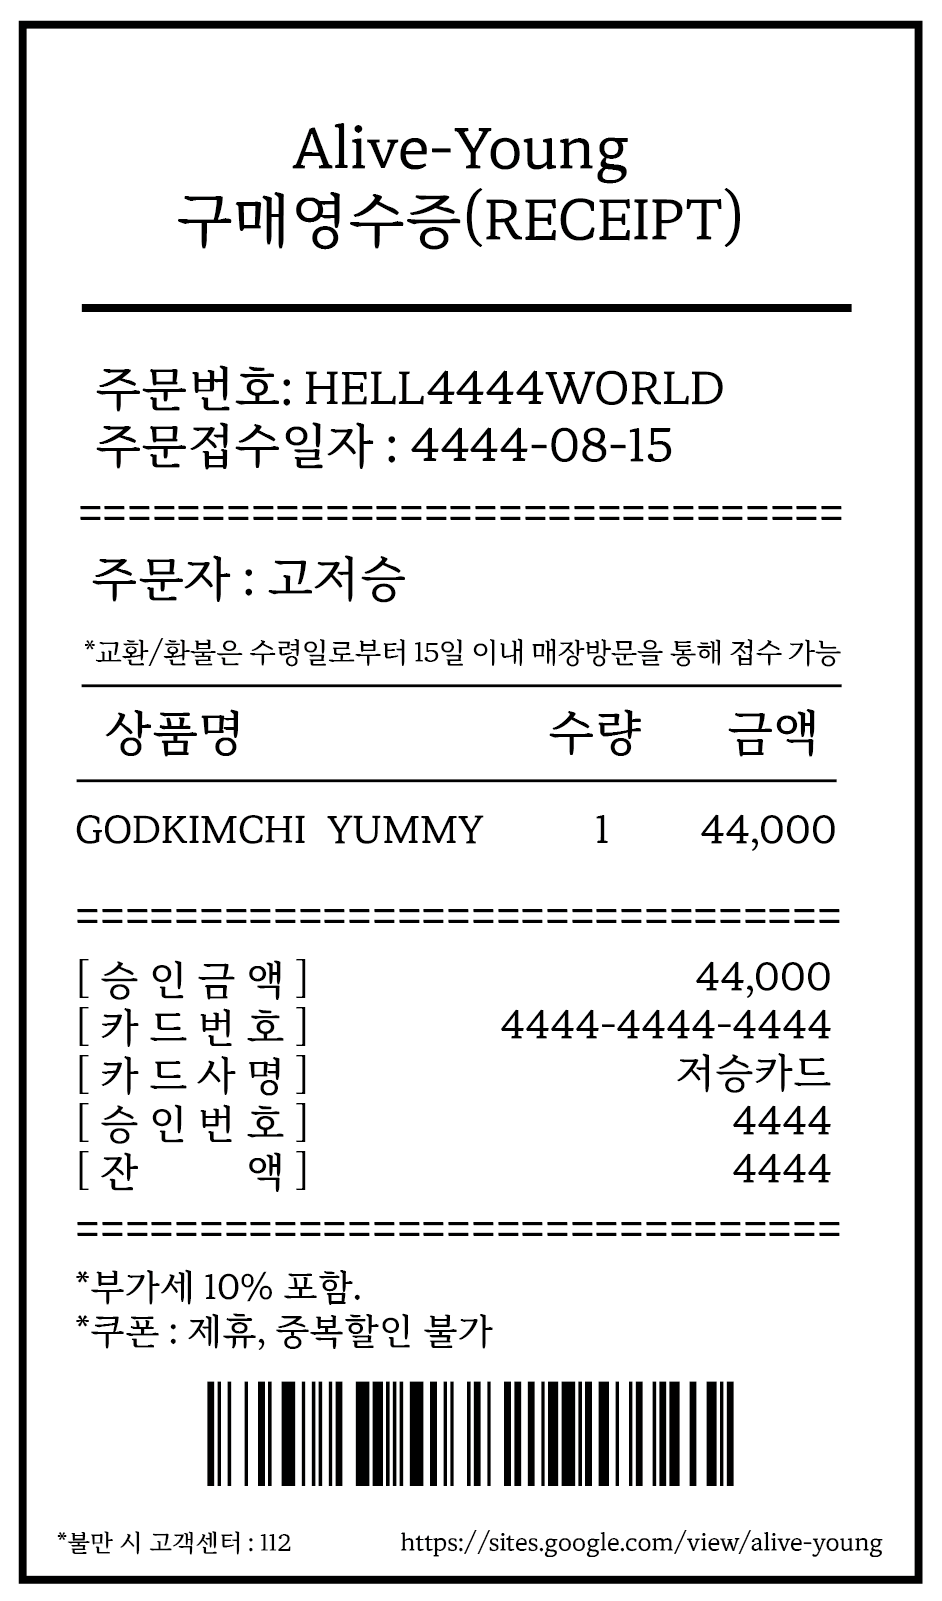 Alive-Young
구매영수증(RECEIPT)
주문번호: HELL4444WORLD
주문접수일자 : 4444-08-15
===============================
주문자 : 고저승
*교환/환불은 수령일로부터 15일 이내 매장방문을 통해 접수 가능
상품명 수량 금액
GODKIMCHI YUMMY 1 44,000
===============================
[ 승 인 금 액 ] 44,000
[ 카 드 번 호 ] 4444-4444-4444
[ 카 드 사 명 ] 저승카드
[ 승 인 번 호 ] 4444
[ 잔 액 ] 4444
===============================
*부가세 10% 포함.
*쿠폰 : 제휴, 중복할인 불가
*불만 시 고객센터 : 112 https://sites.google.com/view/alive-young